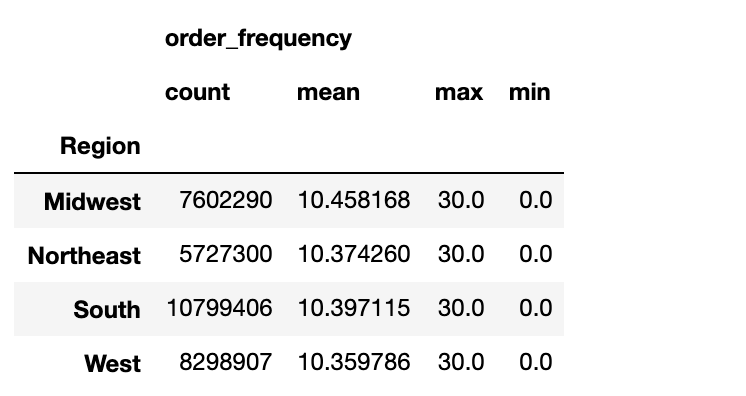 order_frequency
count mean max min
Region
Midwest 7602290 10.458168 30.0 0.0
Northeast 5727300 10.374260 30.0 0.0
South 10799406 10.397115 30.0 0.0
West 8298907 10.359786 30.0 0.0